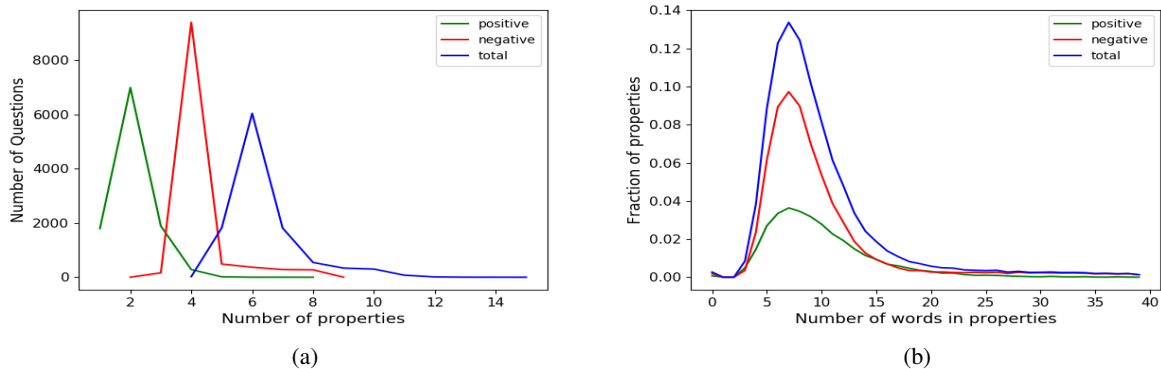 positive
negative
total
8000
6000
4000
2000
0
Number of Questions
2 4 6 8 10 12 14
Number of properties
(a)
positive
negative
total
0.14
0.12
0.10
0.08
0.06
0.04
0.02
0.00
Fraction of properties
0 5 10 15 20 25 30 35 40
Number of words in properties
(b)